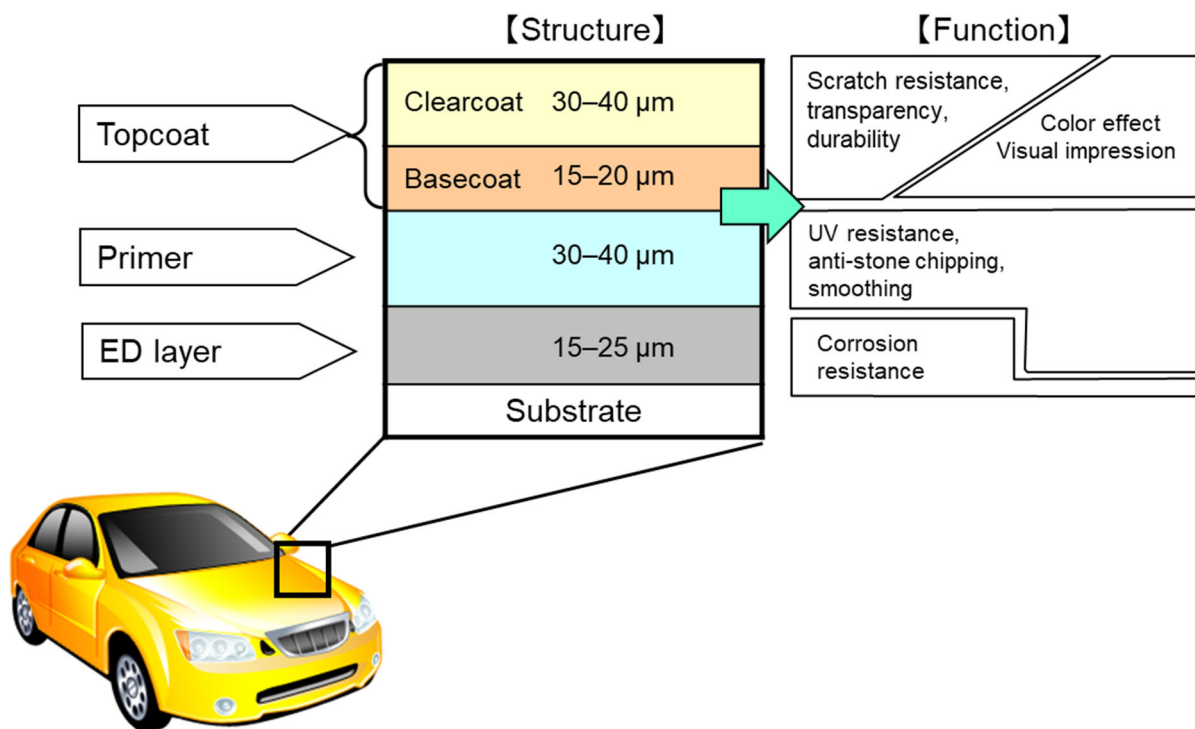 【Structure】
【Function】
Topcoat
Clearcoat 30–40 µm
Basecoat 15–20 µm
Primer
30–40 µm
ED layer
15–25 µm
Substrate
Scratch resistance,
transparency,
durability
Color effect
Visual impression
UV resistance,
anti-stone chipping,
smoothing
Corrosion
resistance